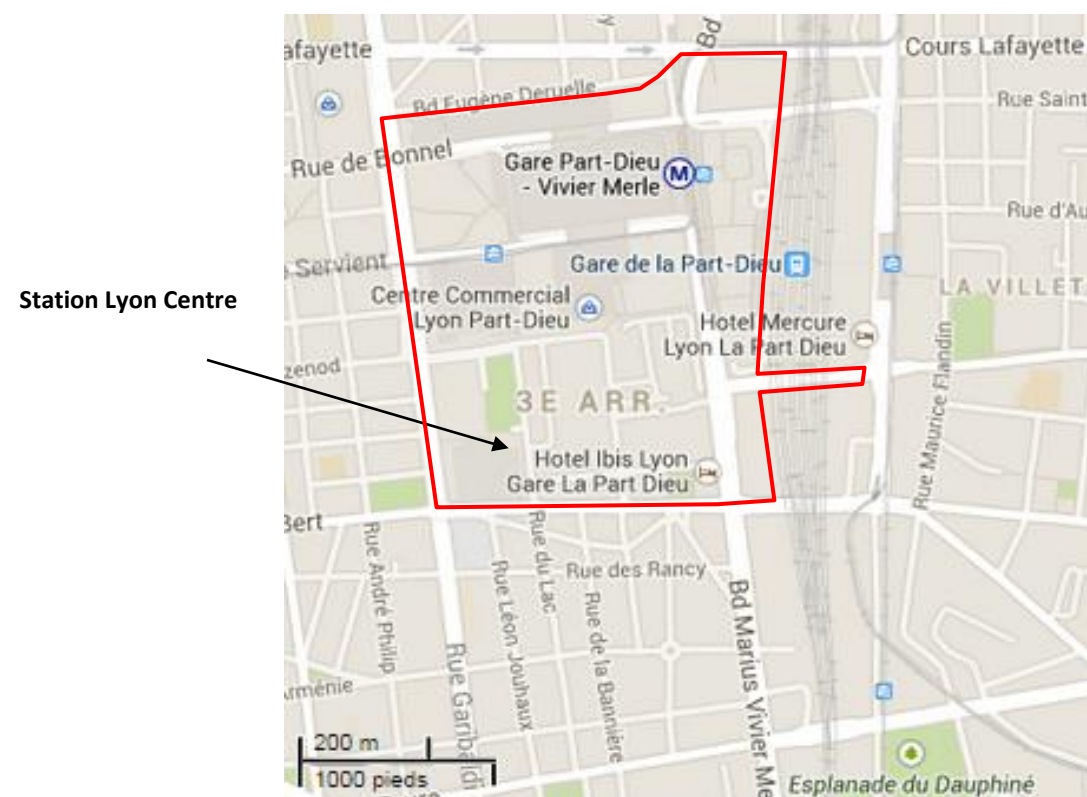 afayette
Bd
Cours Lafayette
Bd Eugène Deruelle
Rue Saint
Rue de Bonnel
Gare Part-Dieu
- Vivier Merle
M
Rue d'Au
Servient
Gare de la Part-Dieu
Station Lyon Centre
Centre Commercial
Lyon Part-Dieu
LA VILLET
Hotel Mercure
Lyon La Part Dieu
zenod
3E ARR.
Rue Maurice Flandin
Hotel Ibis Lyon
Gare La Part Dieu
Bert
Rue André Philip
Rue du Lac
Rue des Rancy
Rue Léon Jouhaux
Rue de la Bannière
Bd Marius Vivier Me
Rue Garibaldi
rménie
200 m
1000 pieds
Esplanade du Dauphiné